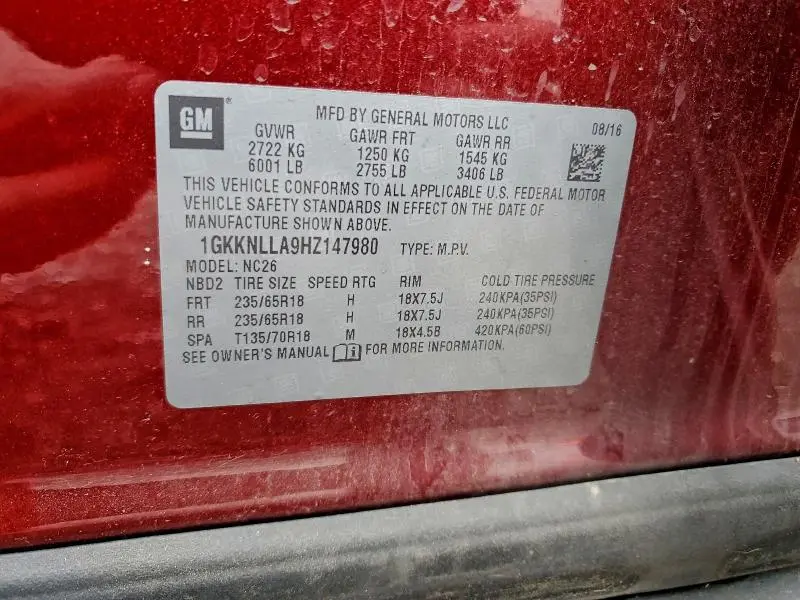 GM MFD BY GENERAL MOTORS LLC 08/16
GVWR GAWR FRT GAWR RR
2722 KG 1250 KG 1545 KG
6001 LB 2755 LB 3406 LB
THIS VEHICLE CONFORMS TO ALL APPLICABLE U.S. FEDERAL MOTOR
VEHICLE SAFETY STANDARDS IN EFFECT ON THE DATE OF
MANUFACTURE SHOWN ABOVE.
1GKKNLLA9HZ147980 TYPE: M.P.V.
MODEL: NC26
NBD2 TIRE SIZE SPEED RTG RIM COLD TIRE PRESSURE
FRT 235/65R18 H 18X7.5J 240KPA(35PSI)
RR 235/65R18 H 18X7.5J 240KPA(35PSI)
SPA T135/70R18 M 18X4.5B 420KPA(60PSI)
SEE OWNER'S MANUAL i FOR MORE INFORMATION.